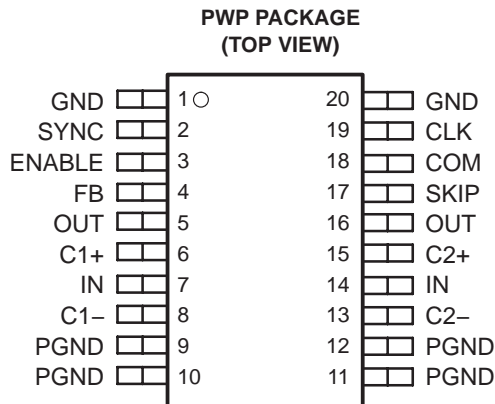 PWP PACKAGE
(TOP VIEW)
GND 1 20 GND
SYNC 2 19 CLK
ENABLE 3 18 COM
FB 4 17 SKIP
OUT 5 16 OUT
C1+ 6 15 C2+
IN 7 14 IN
C1− 8 13 C2−
PGND 9 12 PGND
PGND 10 11 PGND